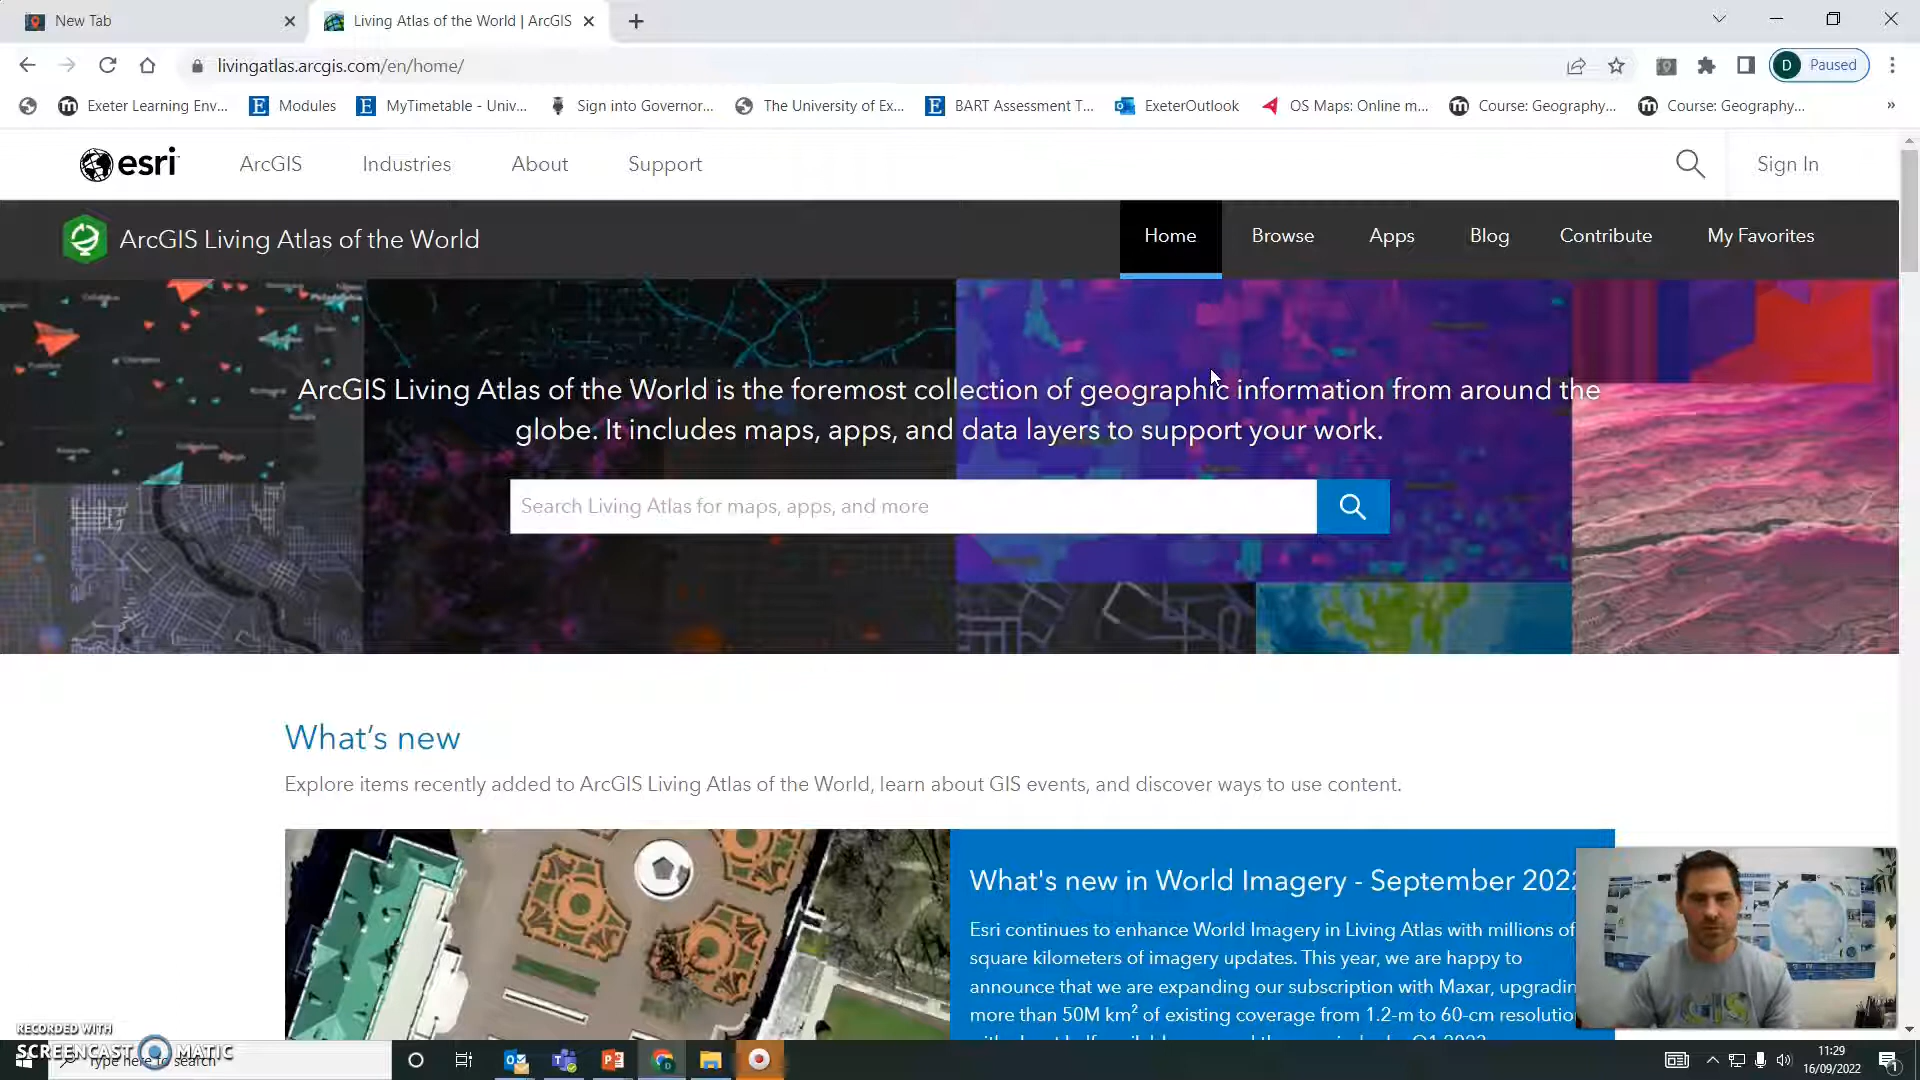 New Tab
Living Atlas of the World | ArcGIS
livingatlas.arcgis.com/en/home/
D Paused
Exeter Learning Env...
Modules
MyTimetable - Univ...
Sign into Governor...
The University of Ex...
BART Assessment T...
ExeterOutlook
OS Maps: Online m...
Course: Geography...
Course: Geography...
esri
ArcGIS
Industries
About
Support
Sign In
ArcGIS Living Atlas of the World
Home
Browse
Apps
Blog
Contribute
My Favorites
ArcGIS Living Atlas of the World is the foremost collection of geographic information from around the
globe. It includes maps, apps, and data layers to support your work.
Search Living Atlas for maps, apps, and more
What's new
Explore items recently added to ArcGIS Living Atlas of the World, learn about GIS events, and discover ways to use content.
What's new in World Imagery - September 2022
Esri continues to enhance World Imagery in Living Atlas with millions of
square kilometers of imagery updates. This year, we are happy to
announce that we are expanding our subscription with Maxar, upgradin
more than 50M km² of existing coverage from 1.2-m to 60-cm resolutio
RECORDED WITH
SCREENCAST MATIC
Type here to search
11:29
16/09/2022
1